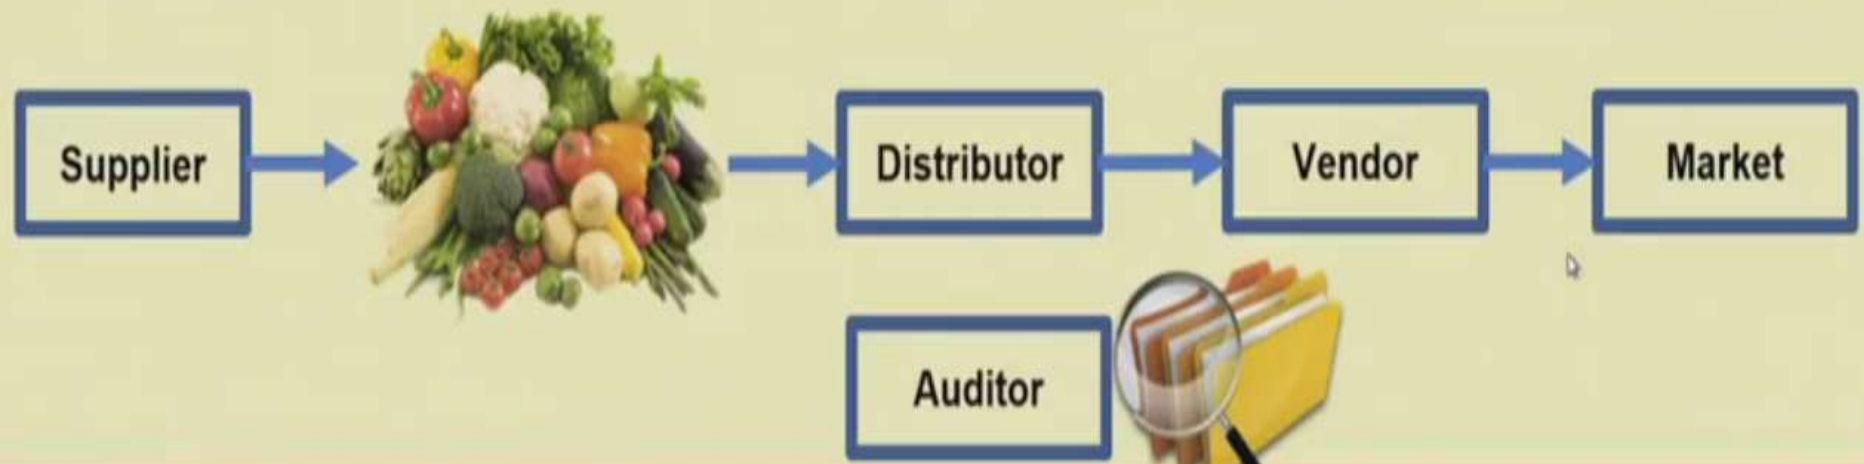 Supplier
Distributor
Vendor
Market
Auditor